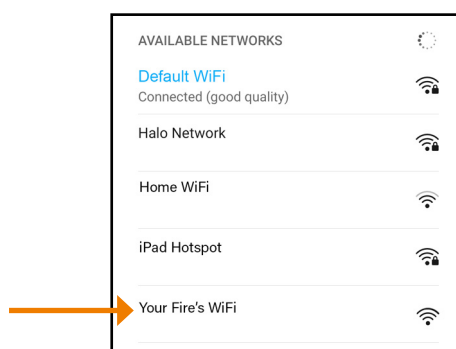 AVAILABLE NETWORKS
Default WiFi
Connected (good quality)
Halo Network
Home WiFi
iPad Hotspot
Your Fire's WiFi